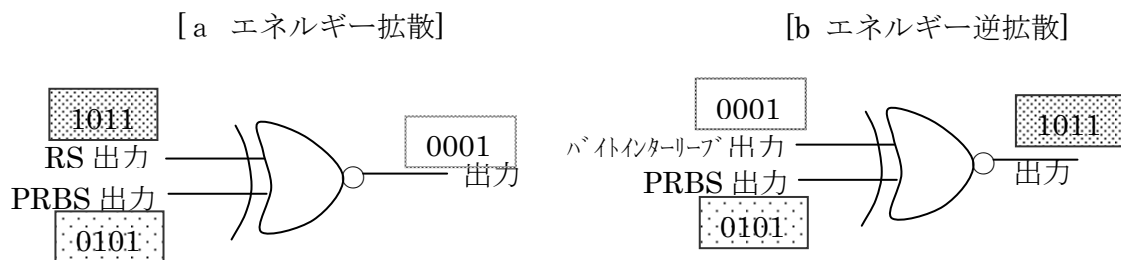 [a エネルギー拡散]
1011
RS 出力
PRBS 出力
0101
0001
出力
[b エネルギー逆拡散]
0001
ﾊﾞｲﾄｲﾝﾀｰﾘｰﾌﾞ出力
PRBS 出力
0101
1011
出力